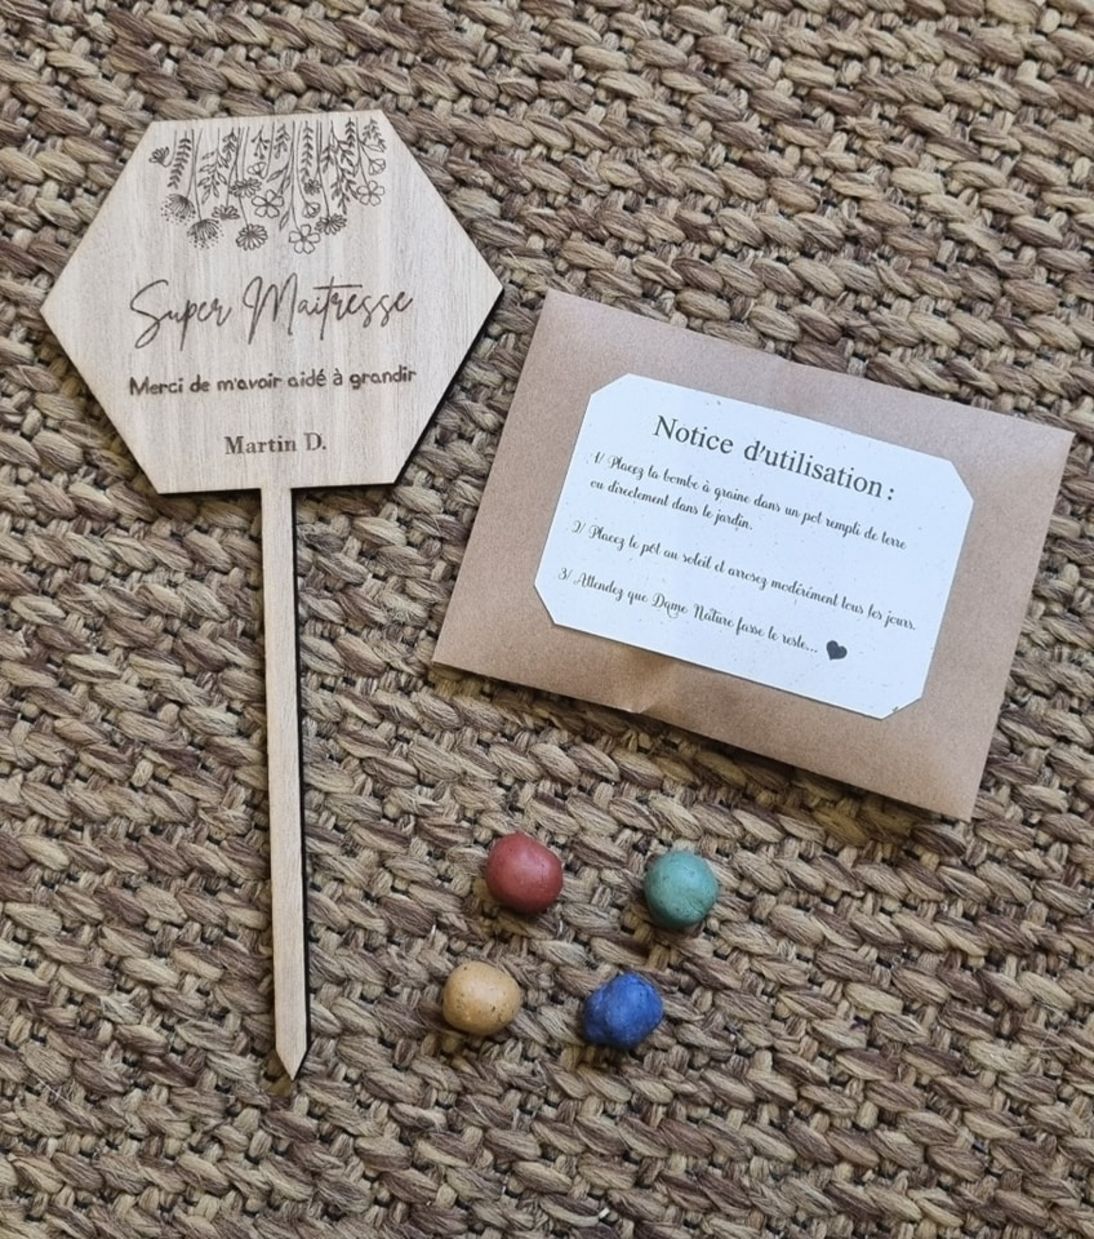 Super Maitresse
Merci de m'avoir aidé à grandir
Martin D.
Notice d'utilisation :
1/ Placez la bombe à graine dans un pot rempli de terre
ou directement dans le jardin.
2/ Placez le pôt au soleil et arrosez modérément tous les jours.
3/ Attendez que Dame Nature fasse le reste... ♥